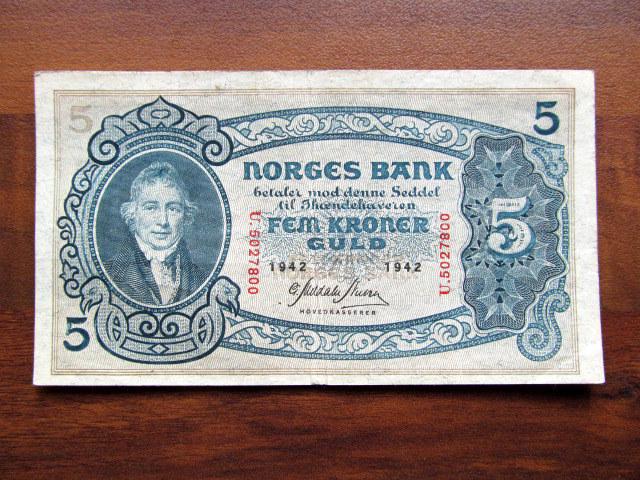 5
5
NORGES BANK
betaler mod denne Seddel
til Ihændehaveren
FEM KRONER
GULD
U.5027800
U.5027800
1942 1942
HOVEDKASSERER
5
5